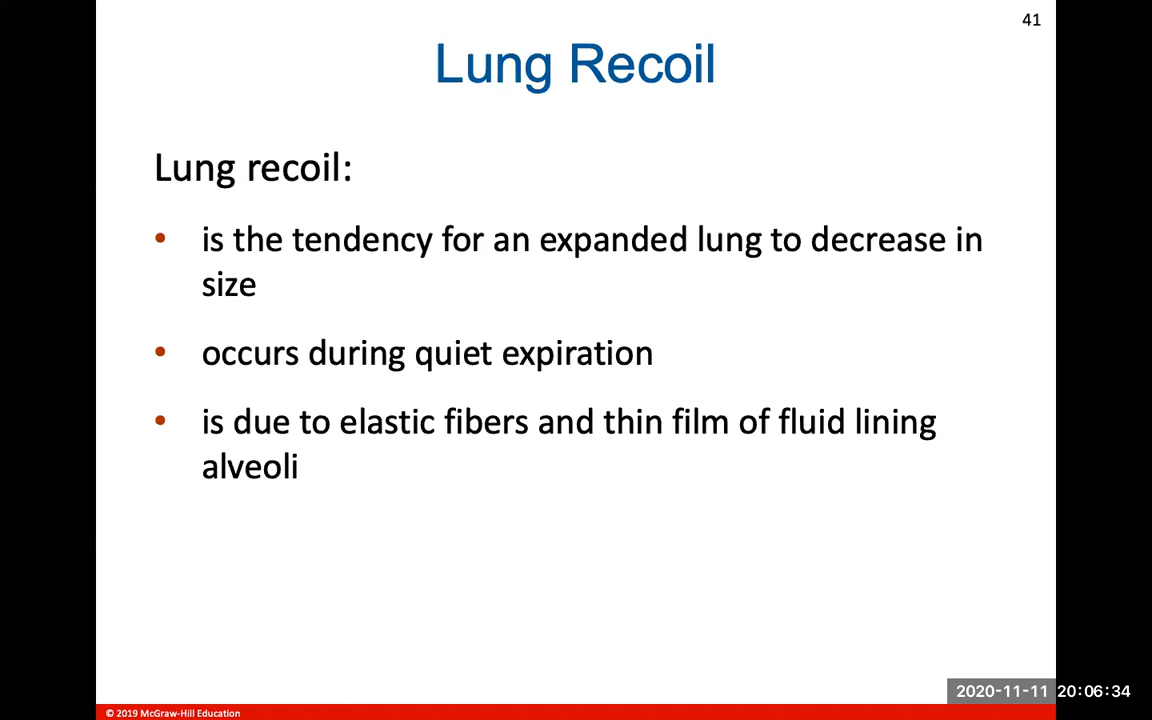 41
Lung Recoil
Lung recoil:
• is the tendency for an expanded lung to decrease in
size
• occurs during quiet expiration
• is due to elastic fibers and thin film of fluid lining
alveoli
2020-11-11 20:06:34
© 2019 McGraw-Hill Education